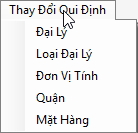 Thay Đổi Qui Định
Đại Lý
Loại Đại Lý
Đơn Vị Tính
Quận
Mặt Hàng